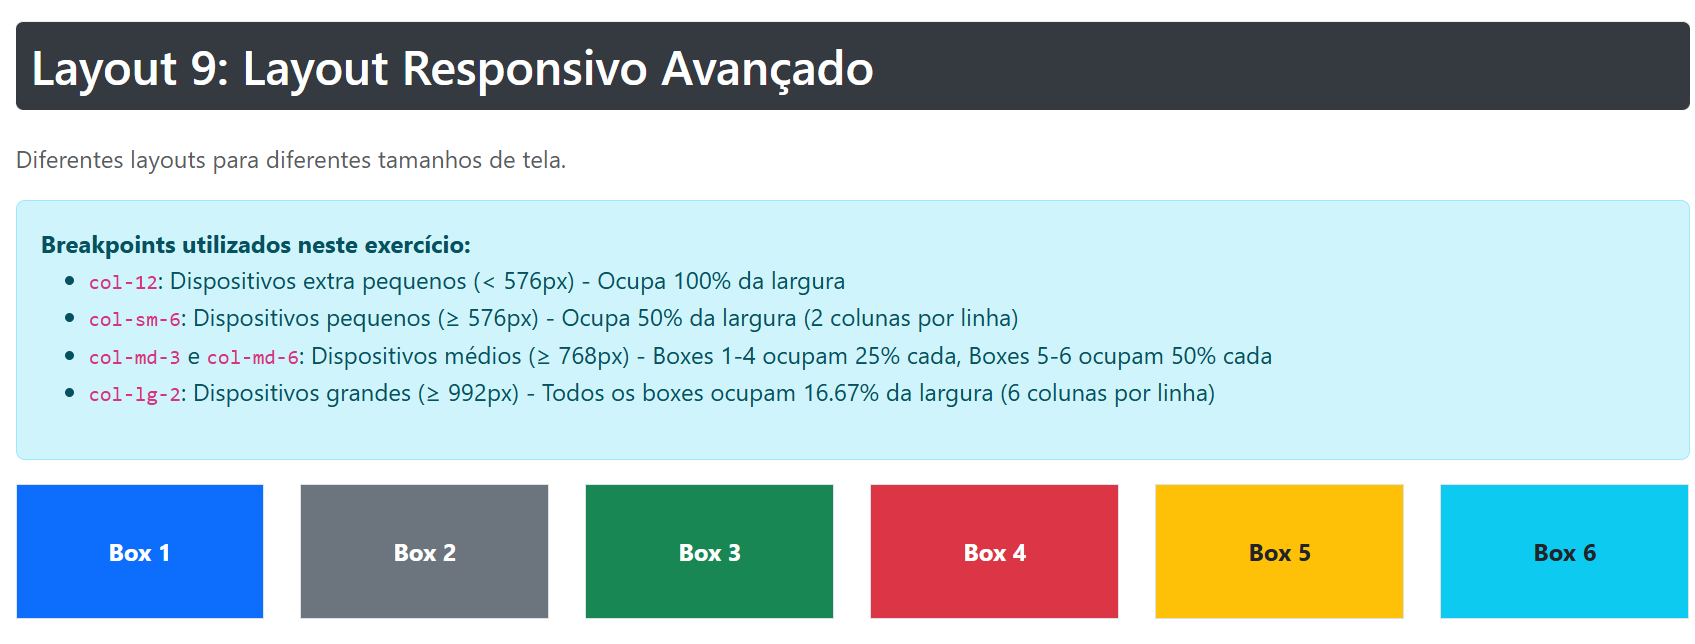 Layout 9: Layout Responsivo Avançado
Diferentes layouts para diferentes tamanhos de tela.
Breakpoints utilizados neste exercício:
• col-12: Dispositivos extra pequenos (< 576px) - Ocupa 100% da largura
• col-sm-6: Dispositivos pequenos (≥ 576px) - Ocupa 50% da largura (2 colunas por linha)
• col-md-3 e col-md-6: Dispositivos médios (≥ 768px) - Boxes 1-4 ocupam 25% cada, Boxes 5-6 ocupam 50% cada
• col-lg-2: Dispositivos grandes (≥ 992px) - Todos os boxes ocupam 16.67% da largura (6 colunas por linha)
Box 1
Box 2
Box 3
Box 4
Box 5
Box 6